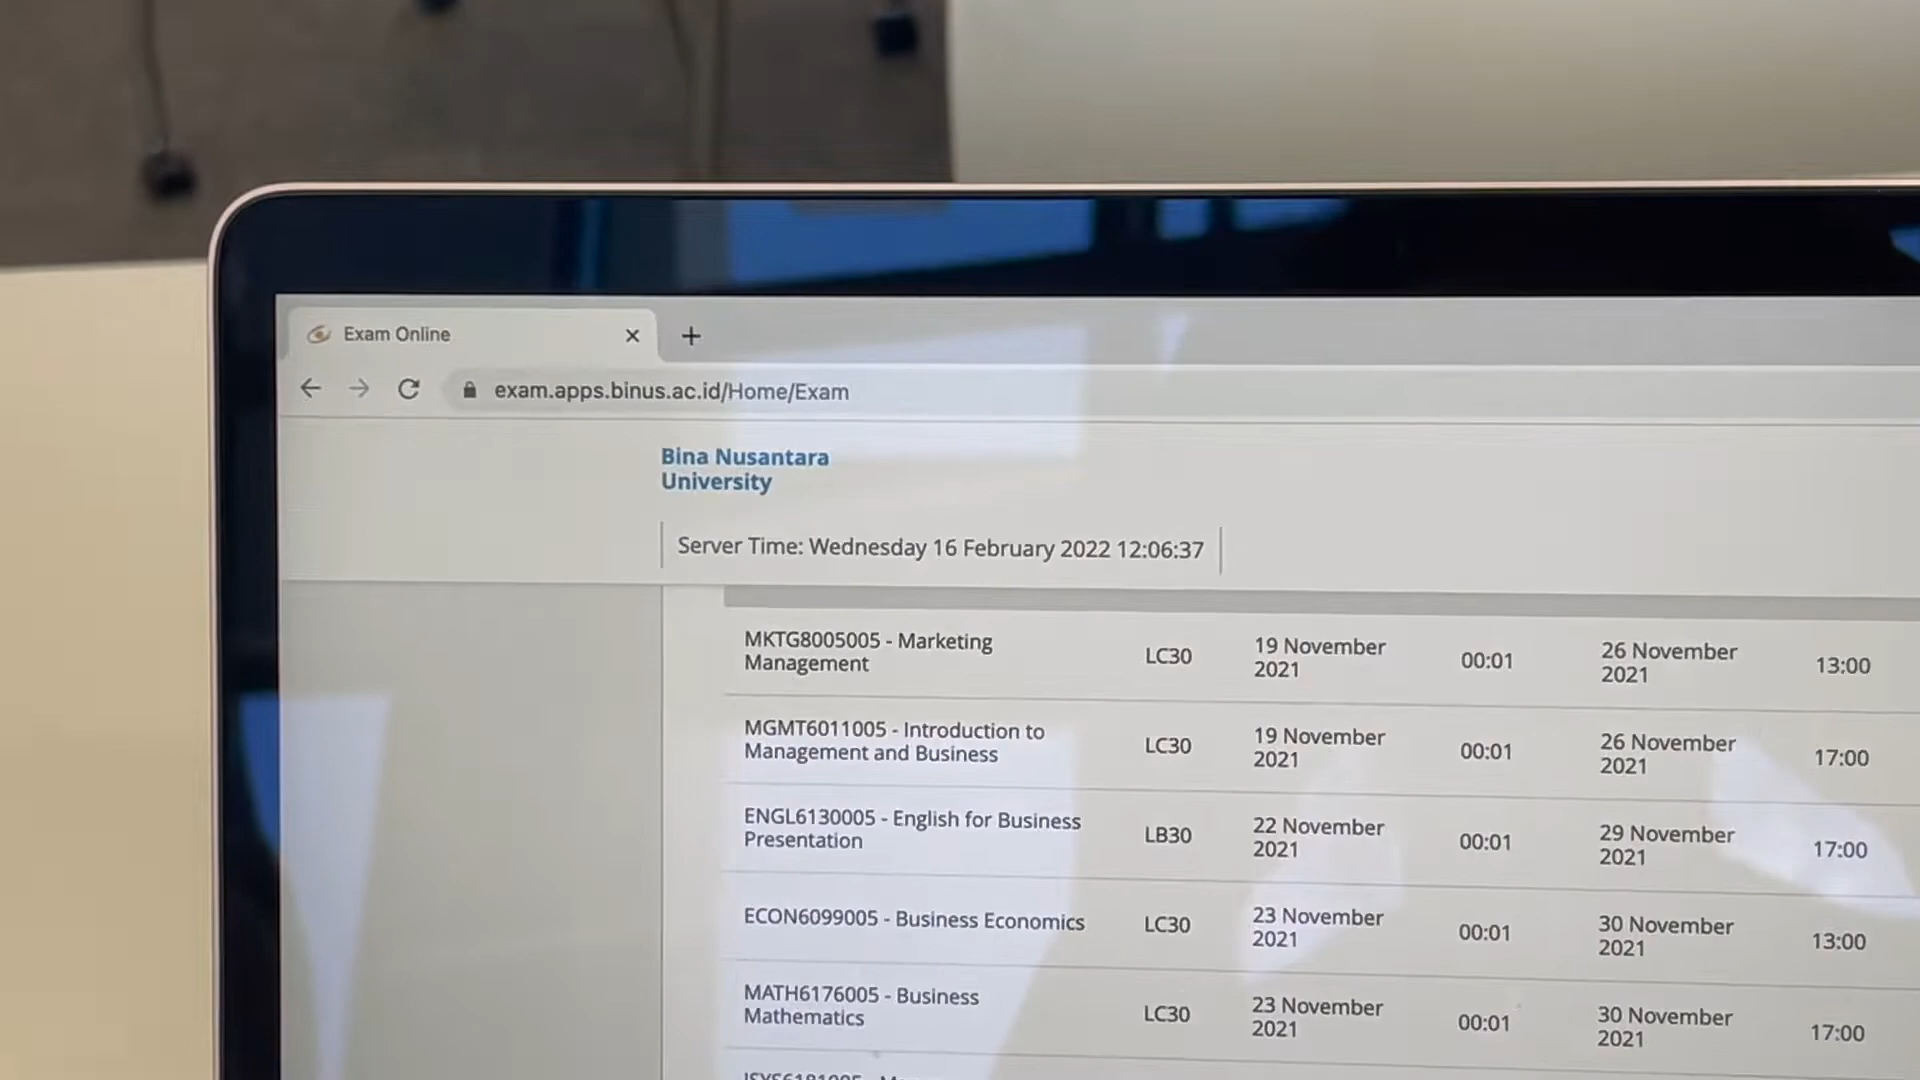 Exam Online
exam.apps.binus.ac.id/Home/Exam
Bina Nusantara
University
Server Time: Wednesday 16 February 2022 12:06:37
MKTG8005005 - Marketing
Management
LC30
19 November
2021
00:01
26 November
2021
13:00
MGMT6011005 - Introduction to
Management and Business
LC30
19 November
2021
00:01
26 November
2021
17:00
ENGL6130005 - English for Business
Presentation
LB30
22 November
2021
00:01
29 November
2021
17:00
ECON6099005 - Business Economics
LC30
23 November
2021
00:01
30 November
2021
13:00
MATH6176005 - Business
Mathematics
LC30
23 November
2021
00:01
30 November
2021
17:00